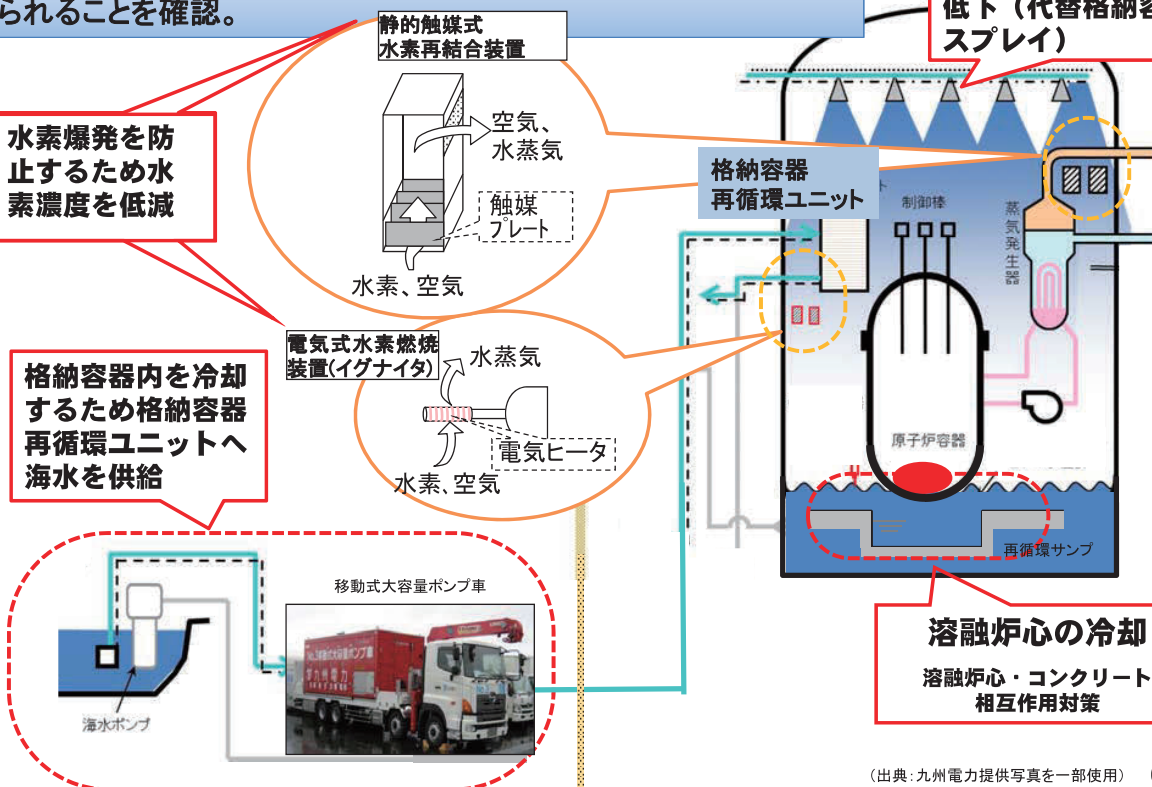 られることを確認。
静的触媒式
水素再結合装置
低下（代替格納容
スプレイ）
水素爆発を防
止するため水
素濃度を低減
空気、
水蒸気
触媒
プレート
水素、空気
格納容器
再循環ユニット
ト
制御棒
蒸気発生器
電気式水素燃焼
装置(イグナイタ)
水蒸気
電気ヒータ
水素、空気
格納容器内を冷却
するため格納容器
再循環ユニットへ
海水を供給
原子炉容器
再循環サンプ
移動式大容量ポンプ車
海水ポンプ
九州電力
溶融炉心の冷却
溶融炉心・コンクリート
相互作用対策
（出典：九州電力提供写真を一部使用）